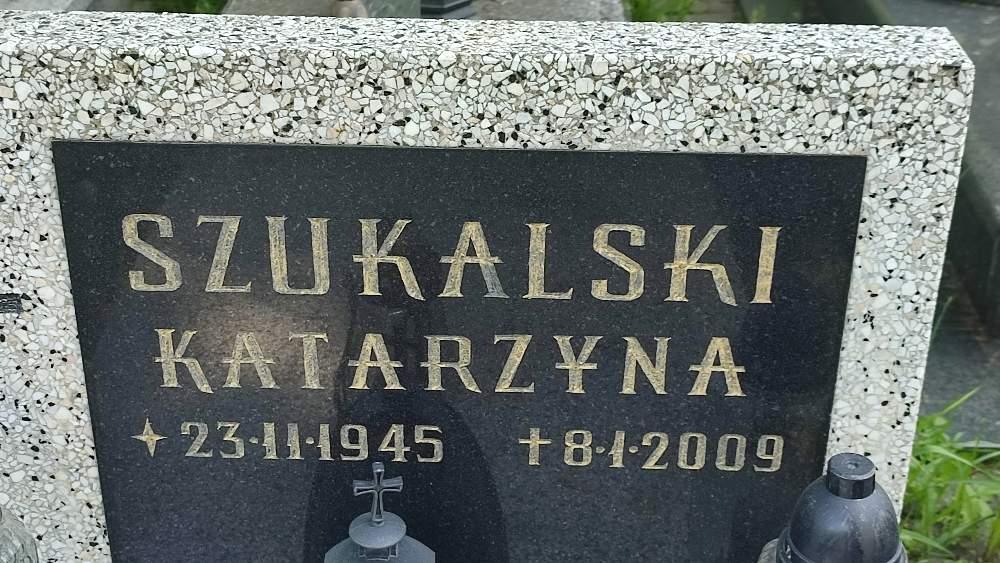 SZUKALSKI
KATARZYNA
✦ 23·11·1945 ✝ 8·1·2009